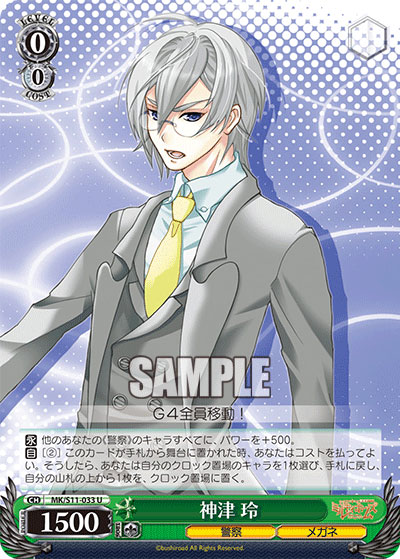 LEVEL
0
0
COST
SAMPLE
G4全員移動！
永 他のあなたの《警察》のキャラすべてに、パワーを＋500。
自［②］このカードが手札から舞台に置かれた時、あなたはコストを払ってよ
い。そうしたら、あなたは自分のクロック置場のキャラを1枚選び、手札に戻し、
自分の山札の上から1枚を、クロック置場に置く。
CH MK/S11-033 U
POWER
1500
神津 玲
警察 メガネ
©bushiroad All Rights Reserved.